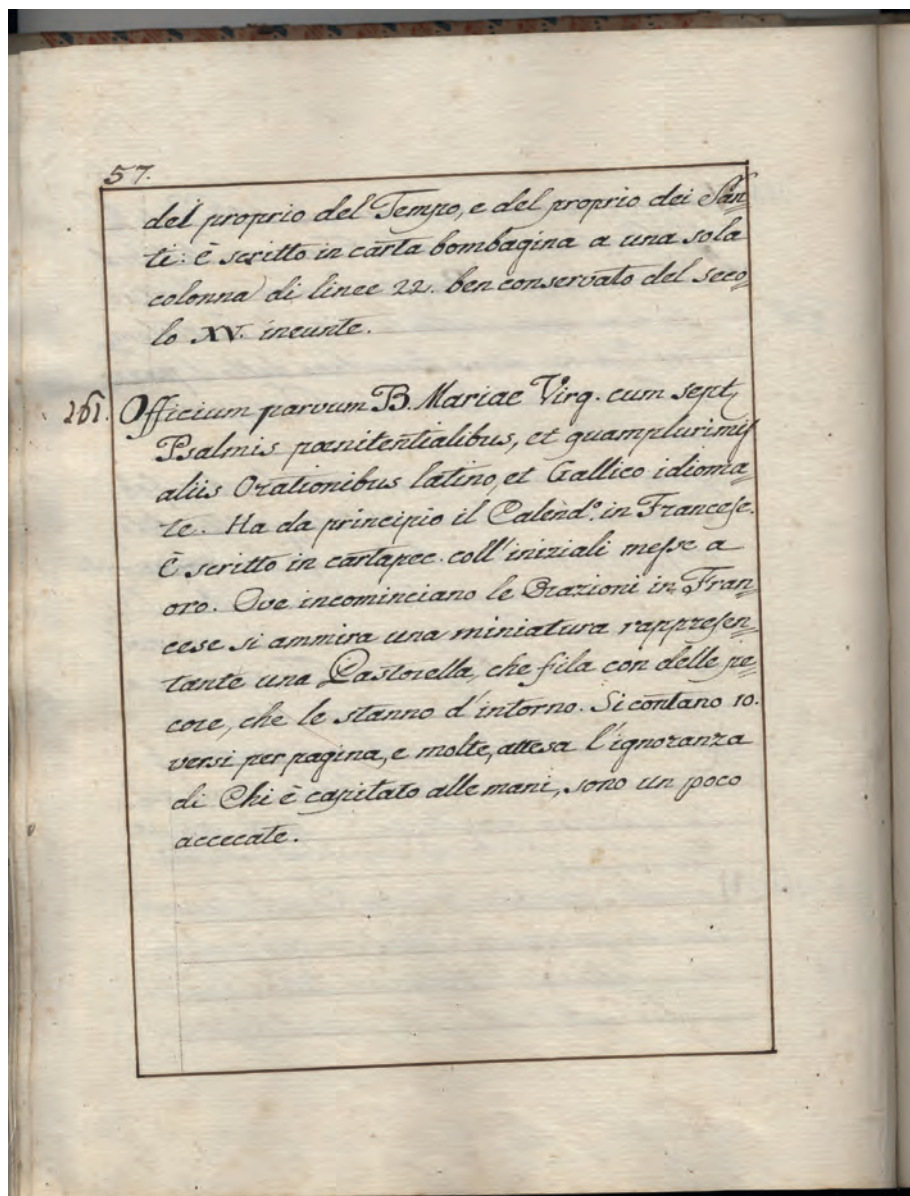 57.
del proprio del Tempo, e del proprio dei San=
ti: è scritto in carta bombagina a una sola
colonna di linee 22. ben conservato del seco=
lo XV. ineunte.
161. Officium parvum B. Mariae Virg. cum sept,
Psalmis pœnitentialibus, et quamplurimis
aliis Orationibus latino, et Gallico idioma=
te. Ha da principio il Calend.º in Francese.
È scritto in cartapec. coll'iniziali messe a
oro. Ove incominciano le Orazioni in Fran=
cese si ammira una miniatura rappresen=
tante una Pastorella, che fila con delle pe=
core, che le stanno d'intorno. Si contano 10.
versi per pagina, e molte, attesa l'ignoranza
di Chi è capitato alle mani, sono un poco
accecate.